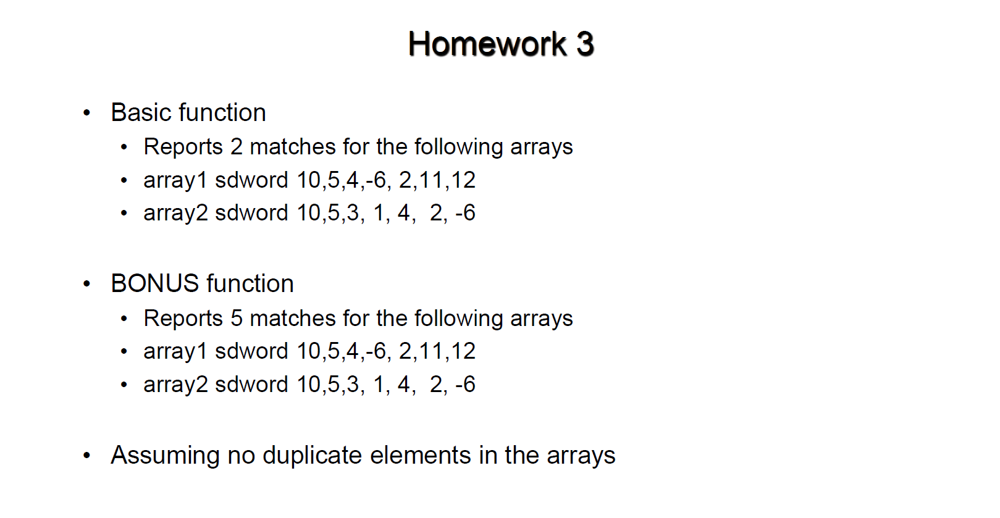 Homework 3
• Basic function
• Reports 2 matches for the following arrays
• array1 sdword 10,5,4,-6, 2,11,12
• array2 sdword 10,5,3, 1, 4,  2, -6
• BONUS function
• Reports 5 matches for the following arrays
• array1 sdword 10,5,4,-6, 2,11,12
• array2 sdword 10,5,3, 1, 4,  2, -6
• Assuming no duplicate elements in the arrays